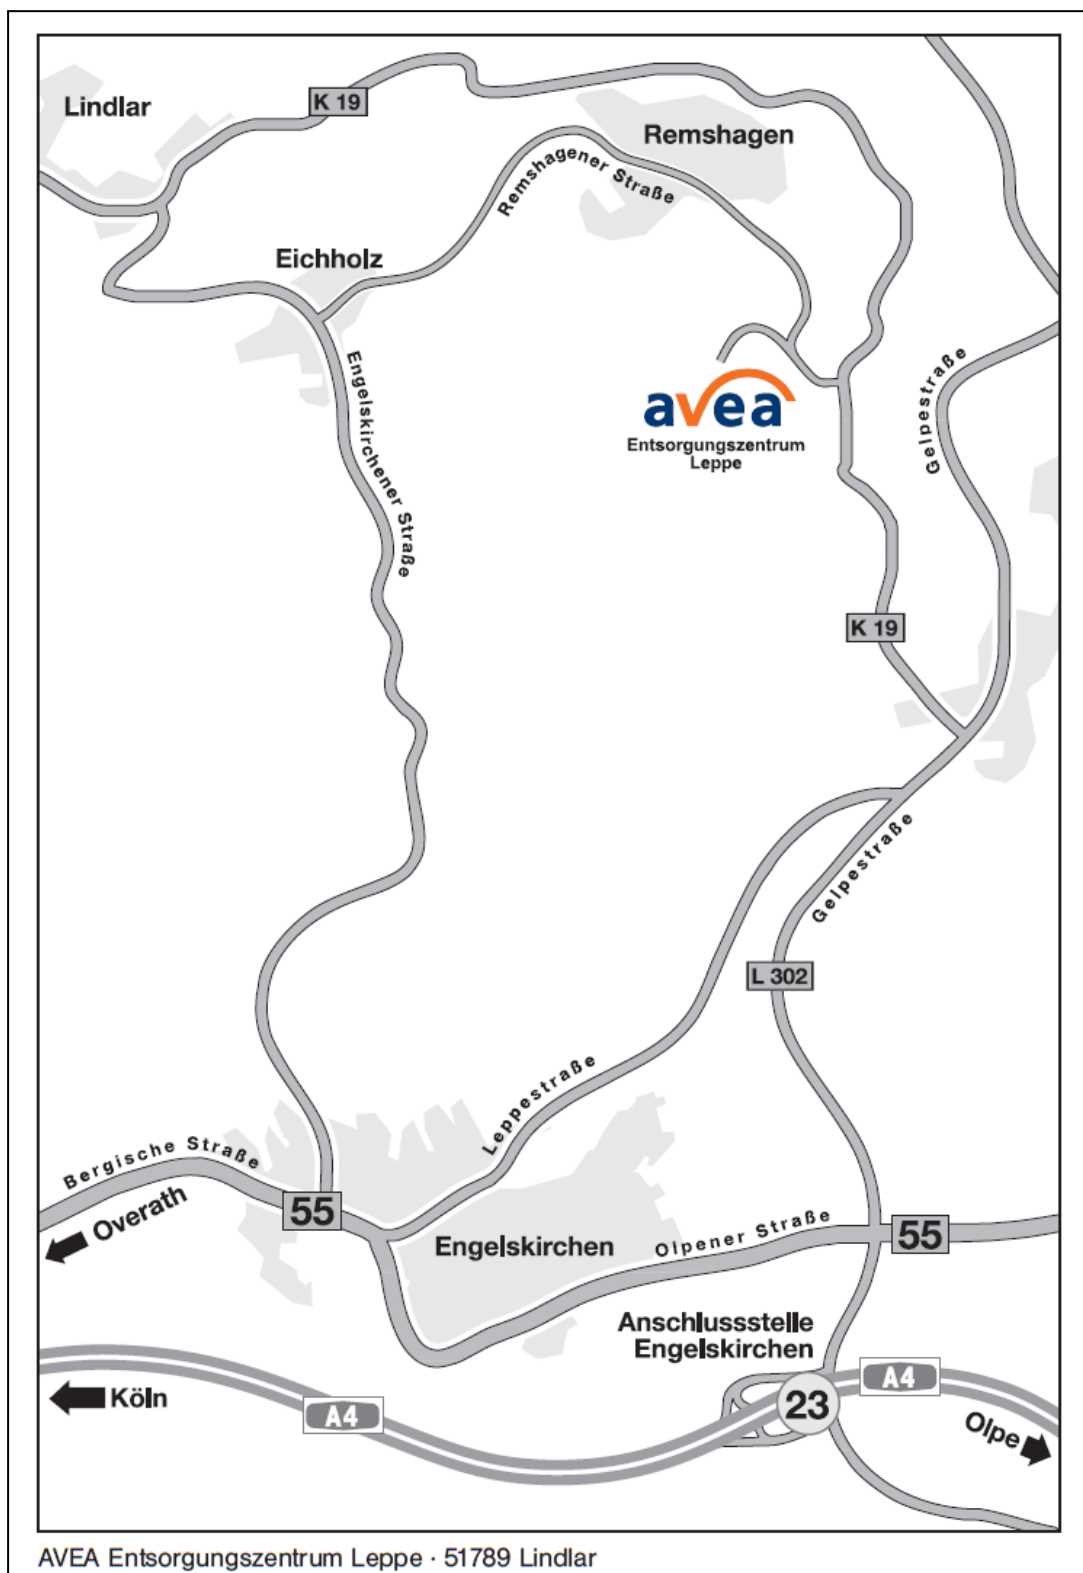 K 19
Lindlar
Remshagen
Remshagener Straße
Eichholz
Engelskirchener Straße
Gelpestraße
avea
Entsorgungszentrum
Leppe
K 19
Gelpestraße
L 302
Leppestraße
Bergische Straße
Overath
55
Engelskirchen
Olpener Straße
55
Anschlussstelle
Engelskirchen
A4
Köln
A4
23
Olpe
AVEA Entsorgungszentrum Leppe · 51789 Lindlar